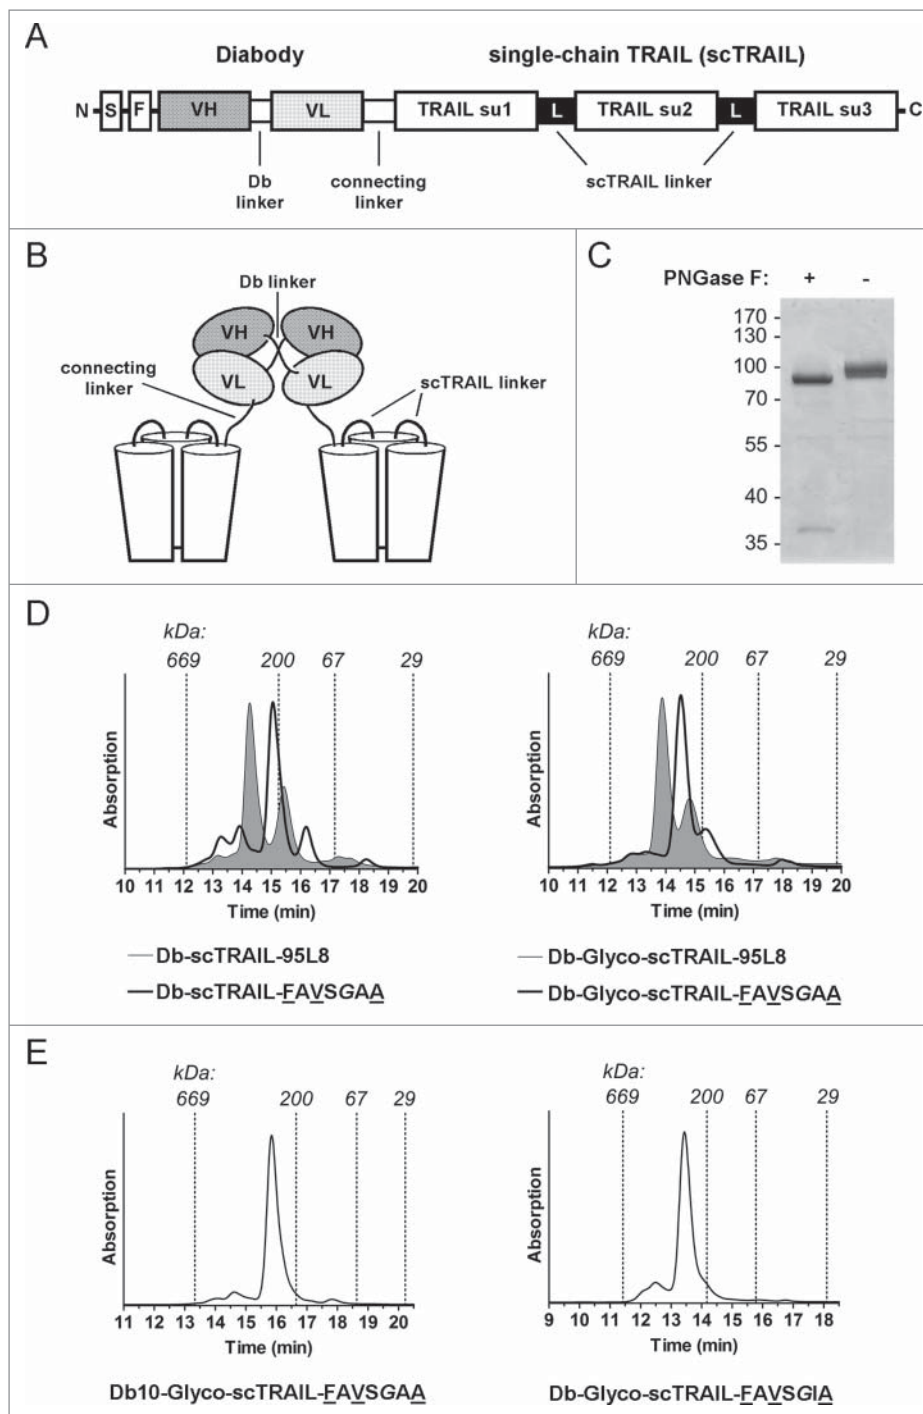 A
Diabody single-chain TRAIL (scTRAIL)
N S F VH VL TRAIL su1 L TRAIL su2 L TRAIL su3 C
Db linker
connecting linker
scTRAIL linker
B
Db linker
VH VH
connecting linker
VL VL
scTRAIL linker
C
PNGase F: + -
170
130
100
70
55
40
35
D
kDa:
669 200 67 29
Absorption
10 11 12 13 14 15 16 17 18 19 20
Time (min)
Db-scTRAIL-95L8
Db-scTRAIL-FAVSGAA
kDa:
669 200 67 29
Absorption
10 11 12 13 14 15 16 17 18 19 20
Time (min)
Db-Glyco-scTRAIL-95L8
Db-Glyco-scTRAIL-FAVSGAA
E
kDa:
669 200 67 29
Absorption
11 12 13 14 15 16 17 18 19 20
Time (min)
Db10-Glyco-scTRAIL-FAVSGAA
kDa:
669 200 67 29
Absorption
9 10 11 12 13 14 15 16 17 18
Time (min)
Db-Glyco-scTRAIL-FAVSGIA